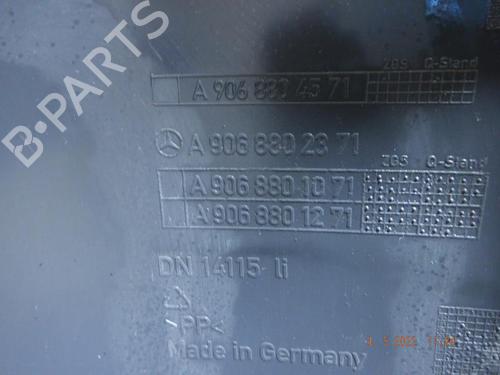 B-PARTS
ZGS Q-Stand
A 906 880 45 71
A 906 880 23 71
ZGS Q-Stand
A 906 880 10 71
A 906 880 12 71
DN 14115 li
>PP<
Made in Germany